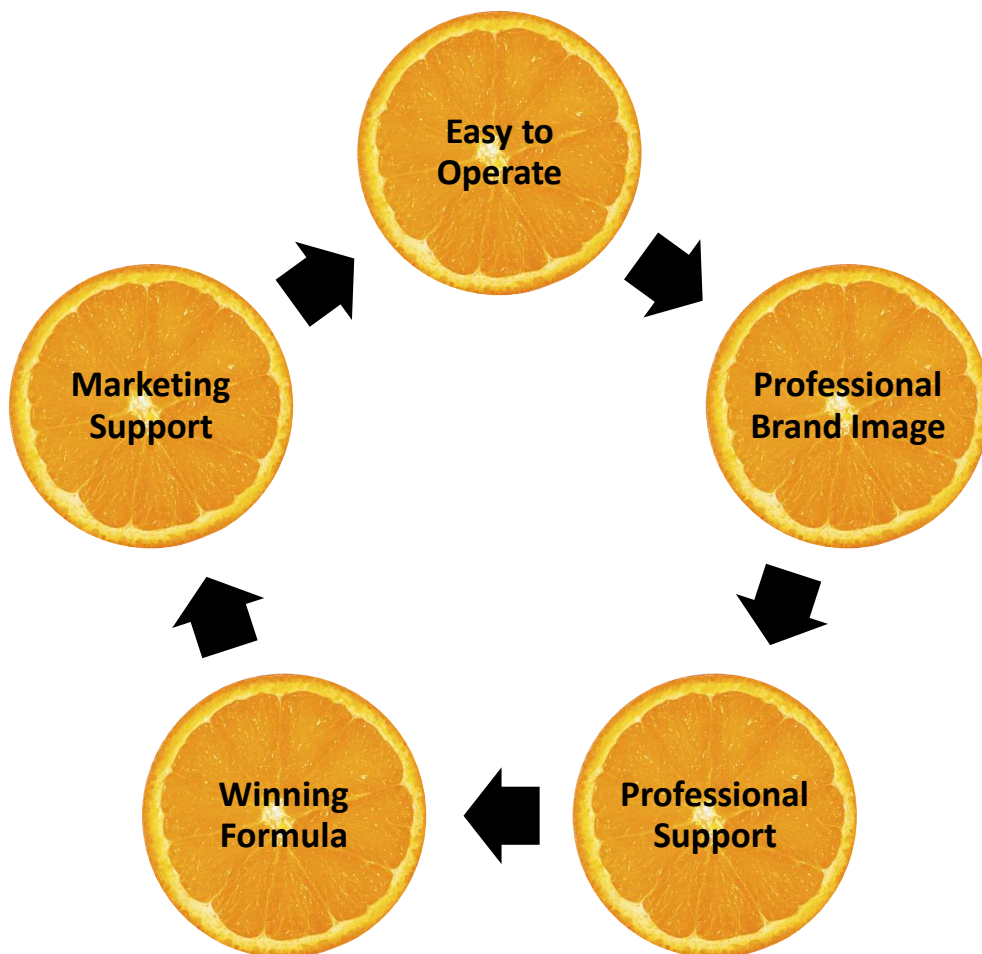 Easy to
Operate
Professional
Brand Image
Professional
Support
Winning
Formula
Marketing
Support